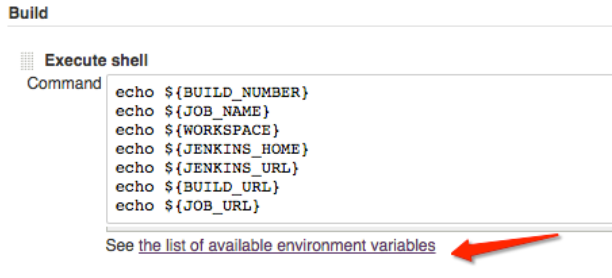 Build
Execute shell
Command
echo ${BUILD_NUMBER}
echo ${JOB_NAME}
echo ${WORKSPACE}
echo ${JENKINS_HOME}
echo ${JENKINS_URL}
echo ${BUILD_URL}
echo ${JOB_URL}
See the list of available environment variables